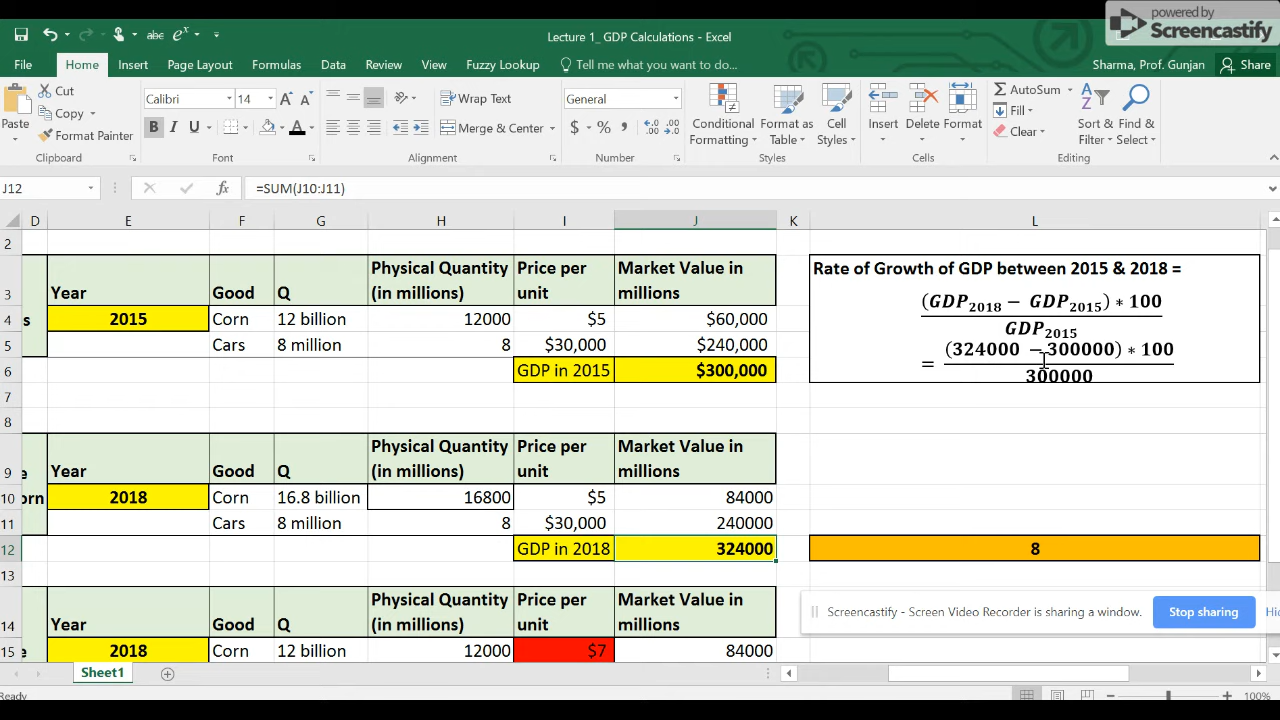 powered by
Screencastify
Lecture 1_ GDP Calculations - Excel
Sharma, Prof. Gunjan
Share
File
Home
Insert
Page Layout
Formulas
Data
Review
View
Fuzzy Lookup
Tell me what you want to do...
Paste
Cut
Copy
Format Painter
Clipboard
Calibri
14
B I U
Font
Wrap Text
Merge & Center
Alignment
General
$ % ,
Number
Conditional Formatting
Format as Table
Cell Styles
Styles
Insert
Delete
Format
Cells
AutoSum
Fill
Clear
Sort & Filter
Find & Select
Editing
J12
fx
=SUM(J10:J11)
D E F G H I J K L
2
3 Year Good Q Physical Quantity (in millions) Price per unit Market Value in millions
4 s 2015 Corn 12 billion 12000 $5 $60,000
5 Cars 8 million 8 $30,000 $240,000
6 GDP in 2015 $300,000
7
8
9 e Year Good Q Physical Quantity (in millions) Price per unit Market Value in millions
10 orn 2018 Corn 16.8 billion 16800 $5 84000
11 Cars 8 million 8 $30,000 240000
12 GDP in 2018 324000 8
13
14 Year Good Q Physical Quantity (in millions) Price per unit Market Value in millions
15 e 2018 Corn 12 billion 12000 $7 84000
Rate of Growth of GDP between 2015 & 2018 =
(GDP₂₀₁₈ − GDP₂₀₁₅) * 100
GDP₂₀₁₅
= (324000 − 300000) * 100
300000
Screencastify - Screen Video Recorder is sharing a window.
Stop sharing
Sheet1
Ready
100%